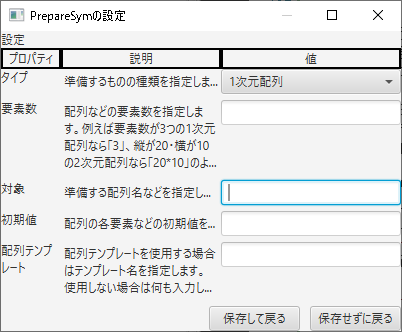 PrepareSymの設定
設定
プロパティ 説明 値
タイプ 準備するものの種類を指定しま... 1次元配列
要素数 配列などの要素数を指定しま
す。例えば要素が3つの1次元
配列なら「3」、縦が20・横が10
の2次元配列なら「20*10」のよ...
対象 準備する配列名などを指定し...
初期値 配列の各要素などの初期値を...
配列テンプ 配列テンプレートを使用する場合
レート はテンプレート名を指定します。
使用しない場合は何も入力し...
保存して戻る 保存せずに戻る